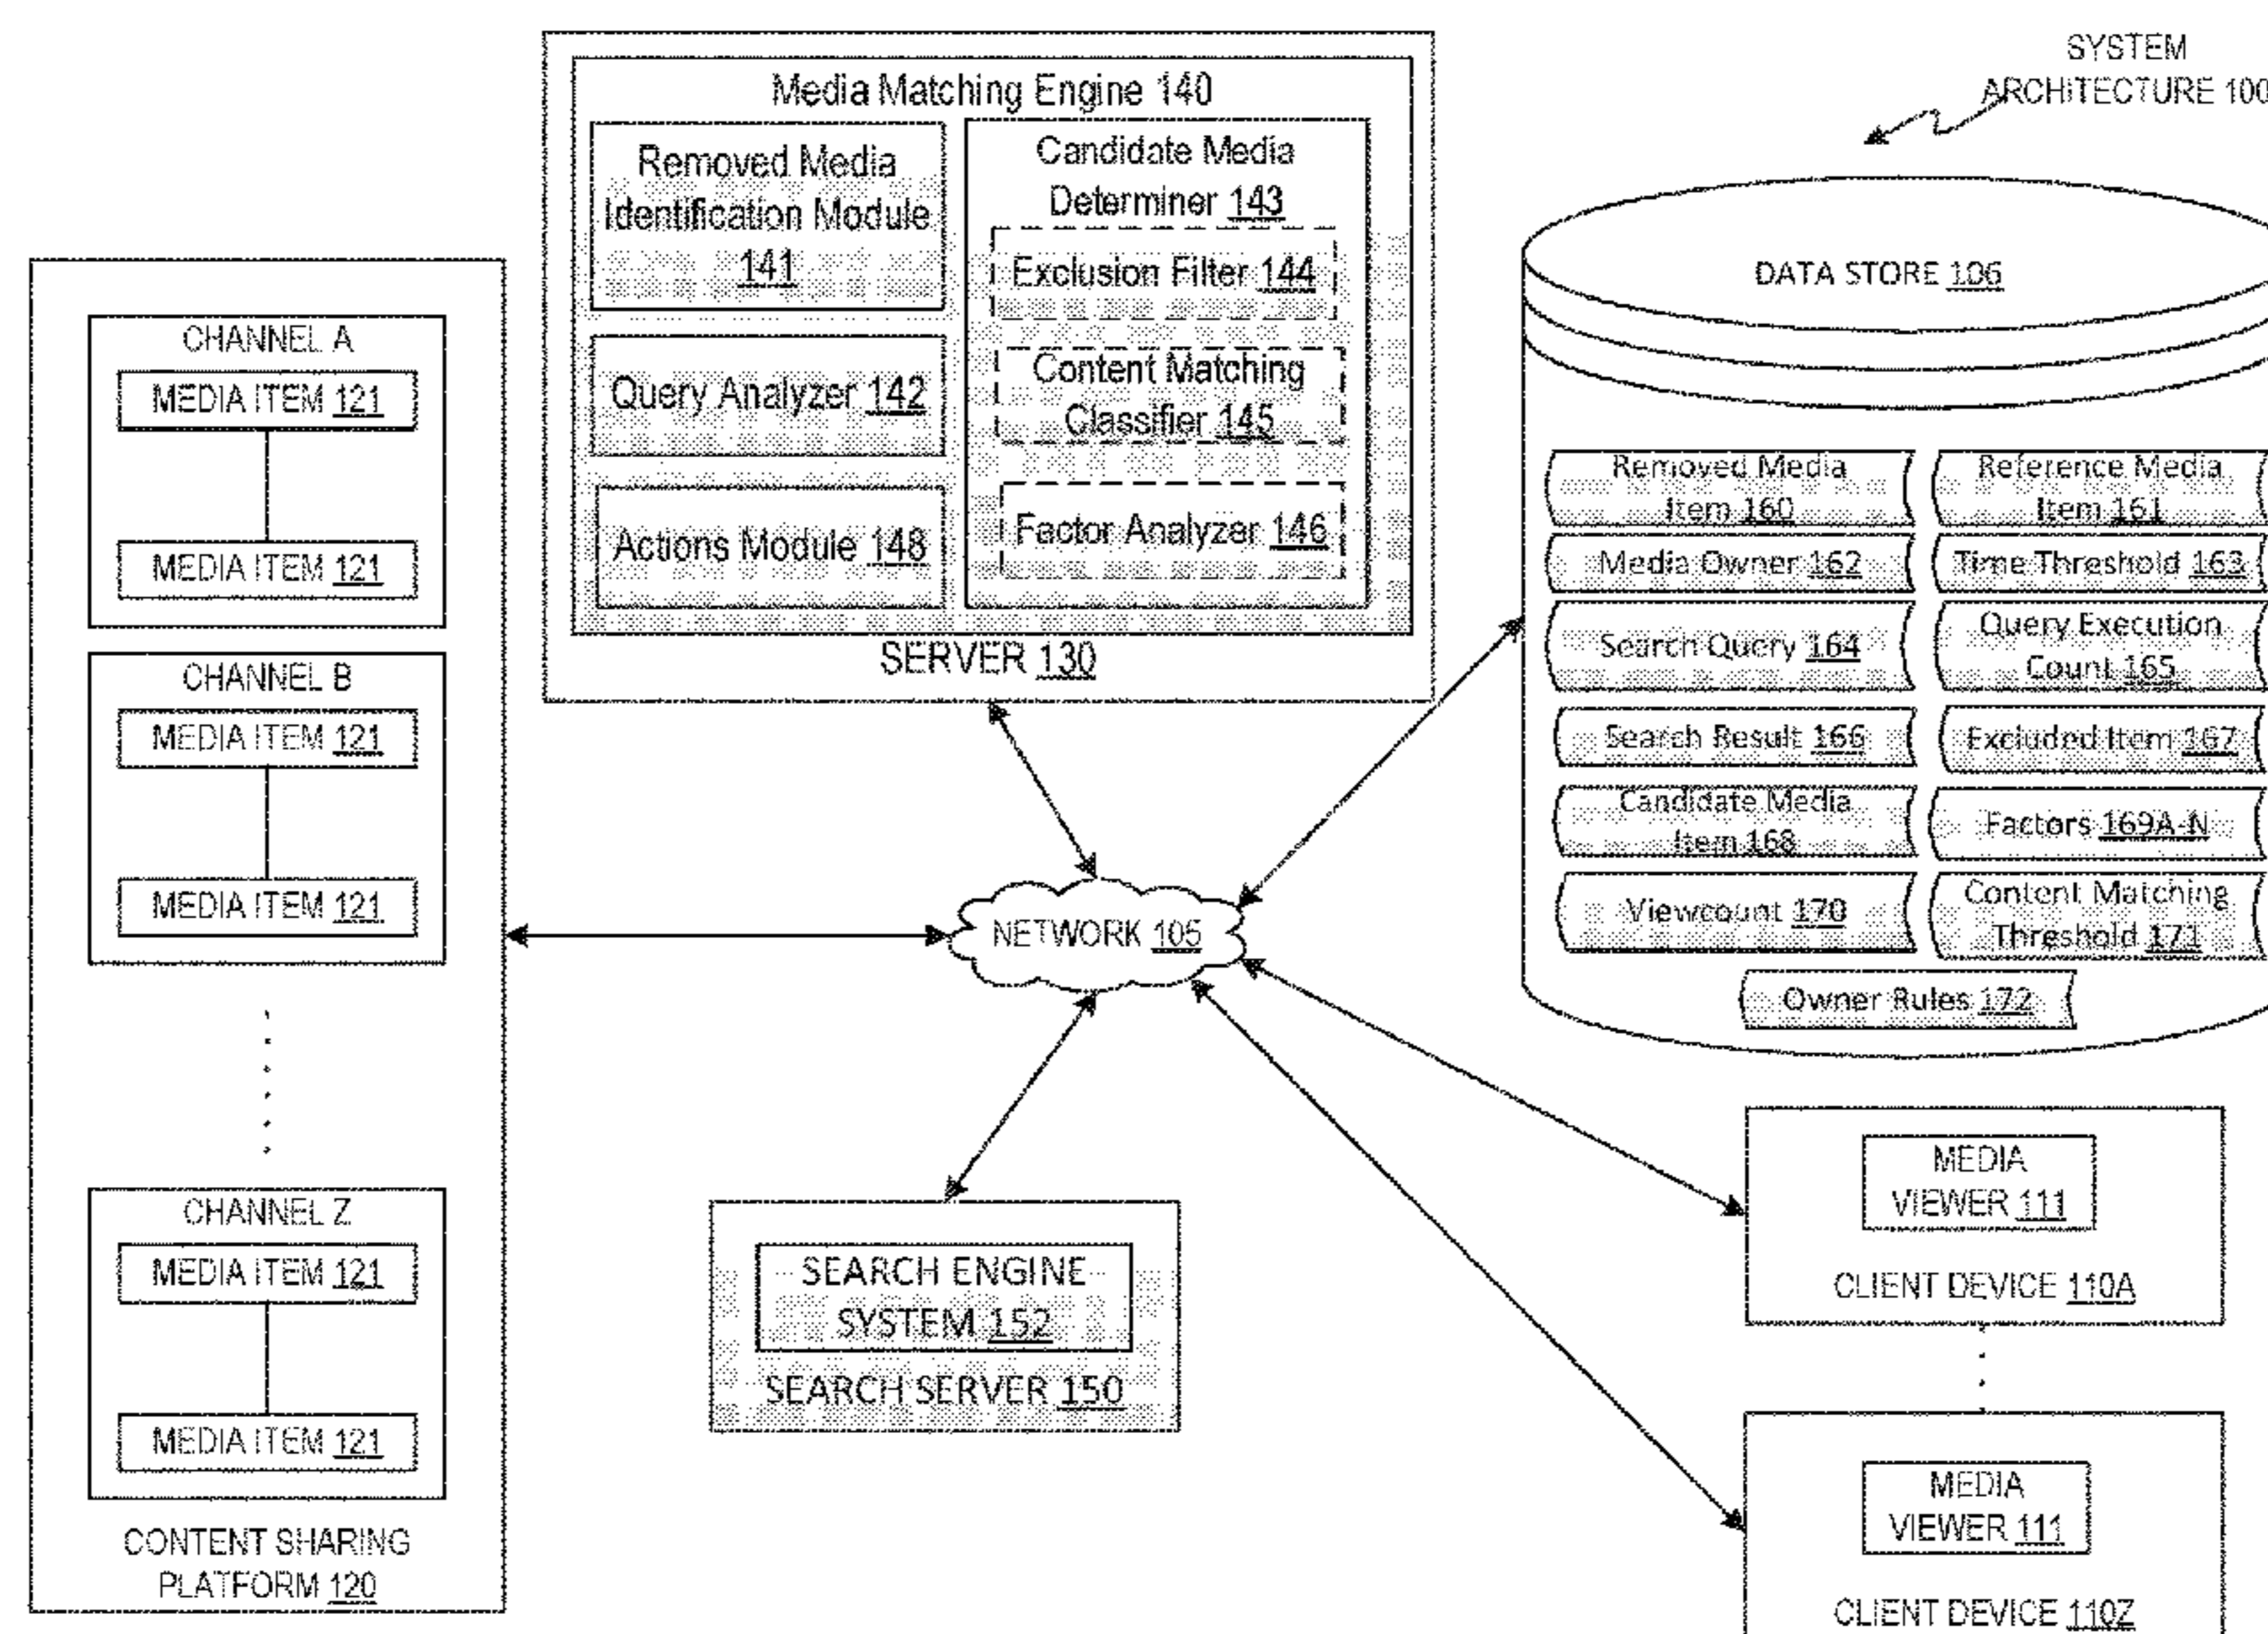 SYSTEM
ARCHITECTURE 100
Media Matching Engine 140
Removed Media
Identification Module
141
Query Analyzer 142
Actions Module 148
Candidate Media
Determiner 143
Exclusion Filter 144
Content Matching
Classifier 145
Factor Analyzer 146
SERVER 130
CHANNEL A
MEDIA ITEM 121
MEDIA ITEM 121
CHANNEL B
MEDIA ITEM 121
MEDIA ITEM 121
CHANNEL Z
MEDIA ITEM 121
MEDIA ITEM 121
CONTENT SHARING
PLATFORM 120
DATA STORE 106
Removed Media
Item 160
Reference Media
Item 161
Media Owner 162
Time Threshold 163
Search Query 164
Query Execution
Count 165
Search Result 166
Excluded Item 167
Candidate Media
Item 168
Factors 169A-N
Viewcount 170
Content Matching
Threshold 171
Owner Rules 172
NETWORK 105
SEARCH ENGINE
SYSTEM 152
SEARCH SERVER 150
MEDIA
VIEWER 111
CLIENT DEVICE 110A
MEDIA
VIEWER 111
CLIENT DEVICE 110Z